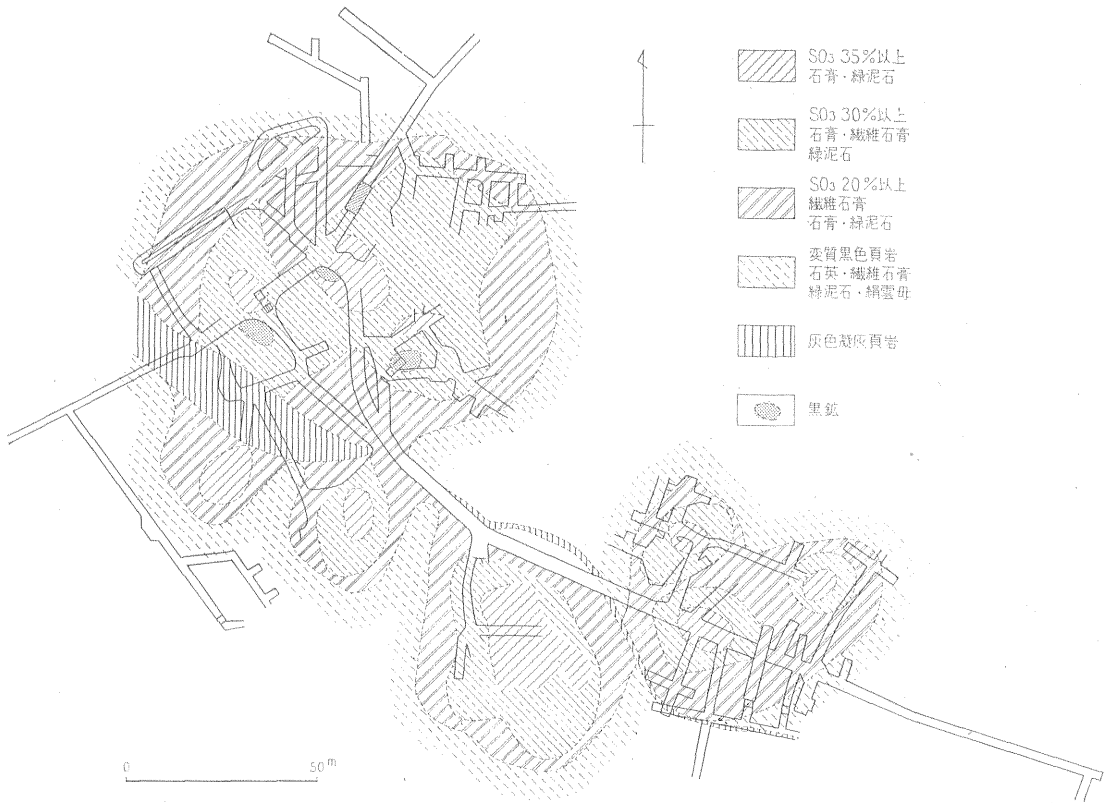 SO₃ 35%以上
石膏・緑泥石
SO₃ 30%以上
石膏・繊維石膏
緑泥石
SO₃ 20%以上
繊維石膏
石膏・緑泥石
変質黒色頁岩
石英・繊維石膏
緑泥石・絹雲母
灰色凝灰頁岩
黒鉱
0 50 m